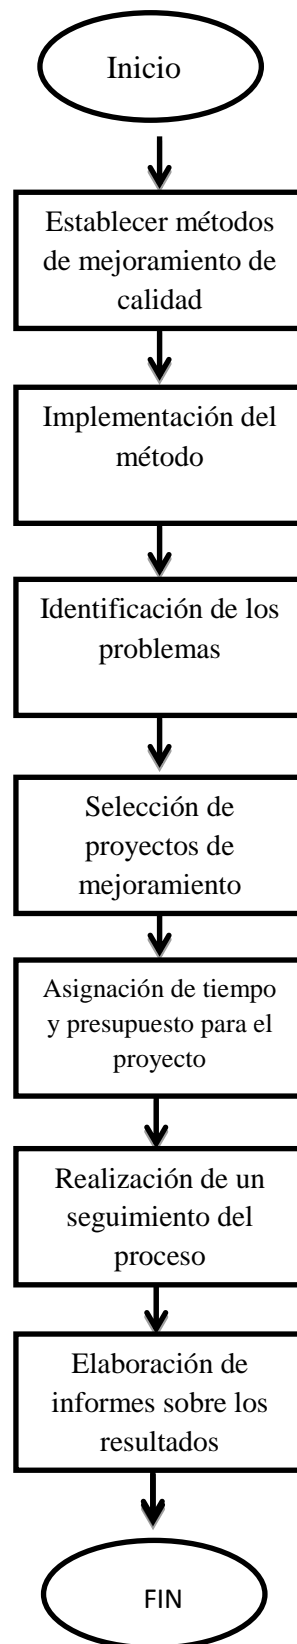 Inicio
Establecer métodos
de mejoramiento de
calidad
Implementación del
método
Identificación de los
problemas
Selección de
proyectos de
mejoramiento
Asignación de tiempo
y presupuesto para el
proyecto
Realización de un
seguimiento del
proceso
Elaboración de
informes sobre los
resultados
FIN